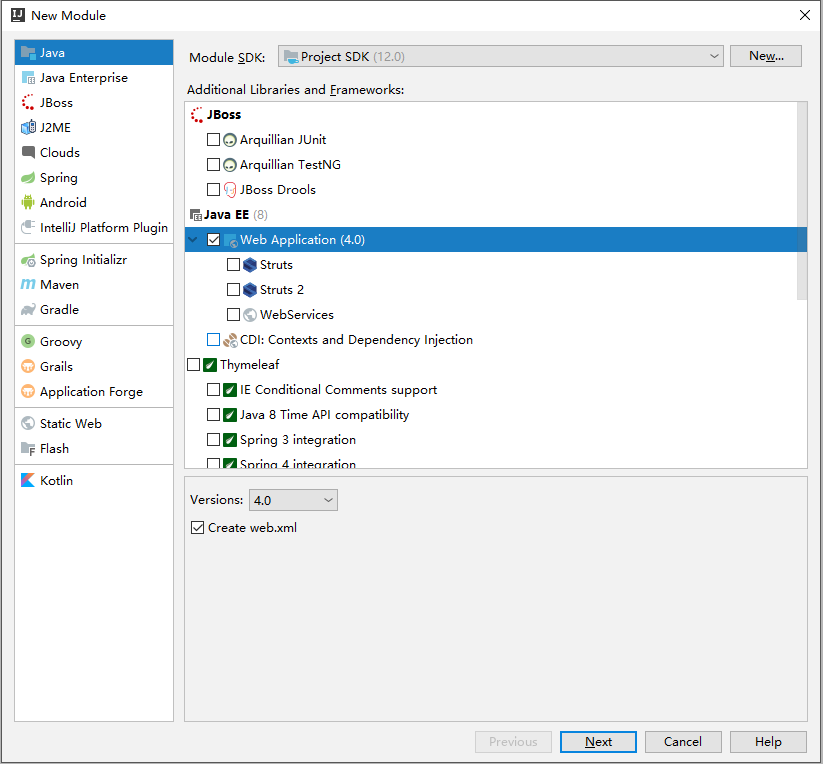 New Module
Java
Java Enterprise
JBoss
J2ME
Clouds
Spring
Android
IntelliJ Platform Plugin
Spring Initializr
Maven
Gradle
Groovy
Grails
Application Forge
Static Web
Flash
Kotlin
Module SDK: Project SDK (12.0) New...
Additional Libraries and Frameworks:
JBoss
Arquillian JUnit
Arquillian TestNG
JBoss Drools
Java EE (8)
Web Application (4.0)
Struts
Struts 2
WebServices
CDI: Contexts and Dependency Injection
Thymeleaf
IE Conditional Comments support
Java 8 Time API compatibility
Spring 3 integration
Spring 4 integration
Versions: 4.0
Create web.xml
Previous Next Cancel Help